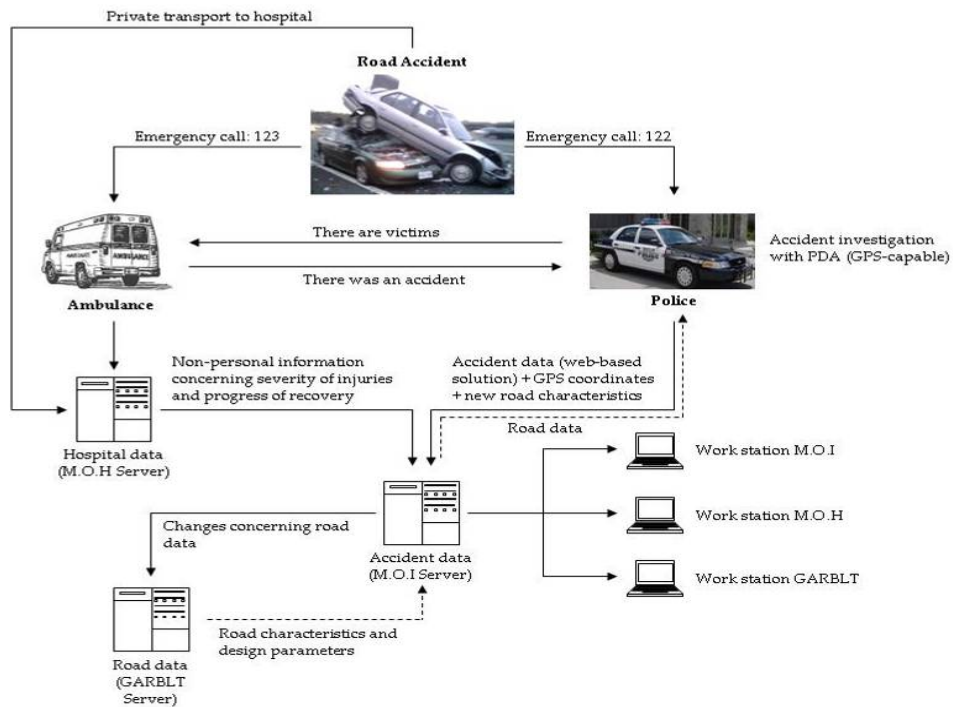 Private transport to hospital
Road Accident
Emergency call: 123
Emergency call: 122
There are victims
There was an accident
Accident investigation
with PDA (GPS-capable)
AMBULANCE
Ambulance
Police
Non-personal information
concerning severity of injuries
and progress of recovery
Accident data (web-based
solution) + GPS coordinates
+ new road characteristics
Road data
Hospital data
(M.O.H Server)
Work station M.O.I
Work station M.O.H
Work station GARBLT
Changes concerning road
data
Accident data
(M.O.I Server)
Road characteristics and
design parameters
Road data
(GARBLT
Server)